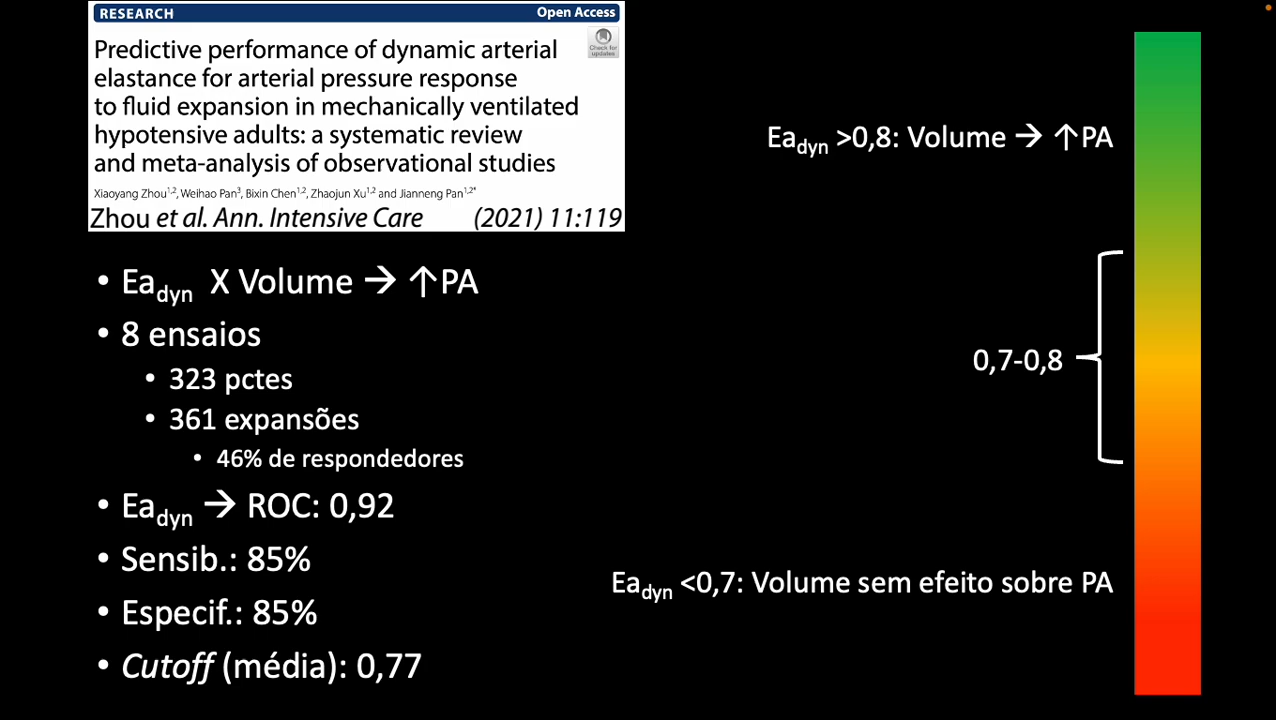 RESEARCH
Open Access
Check for
updates
Predictive performance of dynamic arterial
elastance for arterial pressure response
to fluid expansion in mechanically ventilated
hypotensive adults: a systematic review
and meta-analysis of observational studies
Xiaoyang Zhou1,2, Weihao Pan3, Bixin Chen1,2, Zhaojun Xu1,2 and Jianneng Pan1,2*
Zhou et al. Ann. Intensive Care (2021) 11:119
• Eadyn X Volume → ↑PA
• 8 ensaios
• 323 pctes
• 361 expansões
• 46% de respondedores
• Eadyn → ROC: 0,92
• Sensib.: 85%
• Especif.: 85%
• Cutoff (média): 0,77
Eadyn >0,8: Volume → ↑PA
0,7-0,8
Eadyn <0,7: Volume sem efeito sobre PA